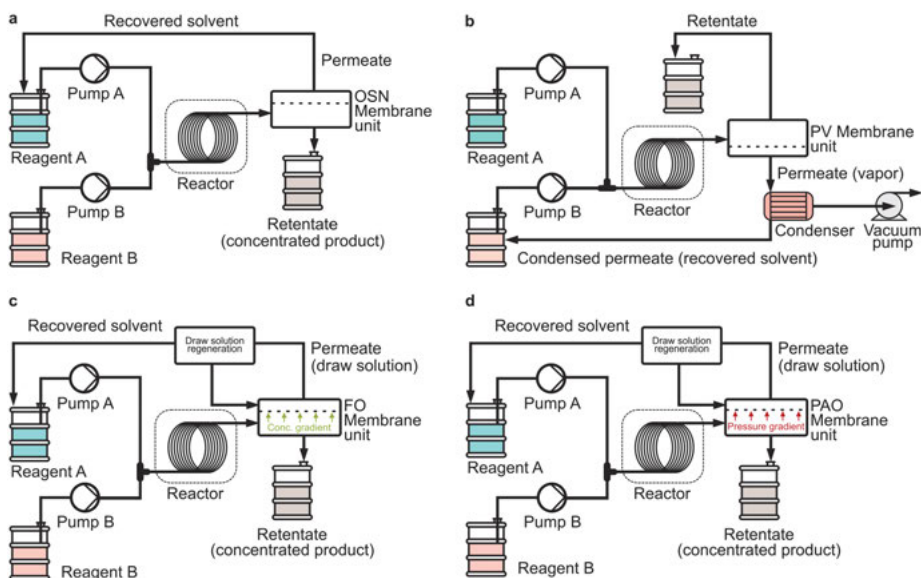 a
Recovered solvent
Permeate
Pump A
OSN
Membrane
unit
Reagent A
Reactor
Pump B
Retentate
(concentrated product)
Reagent B
b
Retentate
Pump A
PV Membrane
unit
Reagent A
Permeate (vapor)
Pump B
Reactor
Condenser
Vacuum
pump
Reagent B
Condensed permeate (recovered solvent)
c
Recovered solvent
Draw solution
regeneration
Permeate
(draw solution)
Pump A
FO
Membrane
unit
Conc. gradient
Reagent A
Reactor
Pump B
Retentate
(concentrated product)
Reagent B
d
Recovered solvent
Draw solution
regeneration
Permeate
(draw solution)
Pump A
PAO
Membrane
unit
Pressure gradient
Reagent A
Reactor
Pump B
Retentate
(concentrated product)
Reagent B